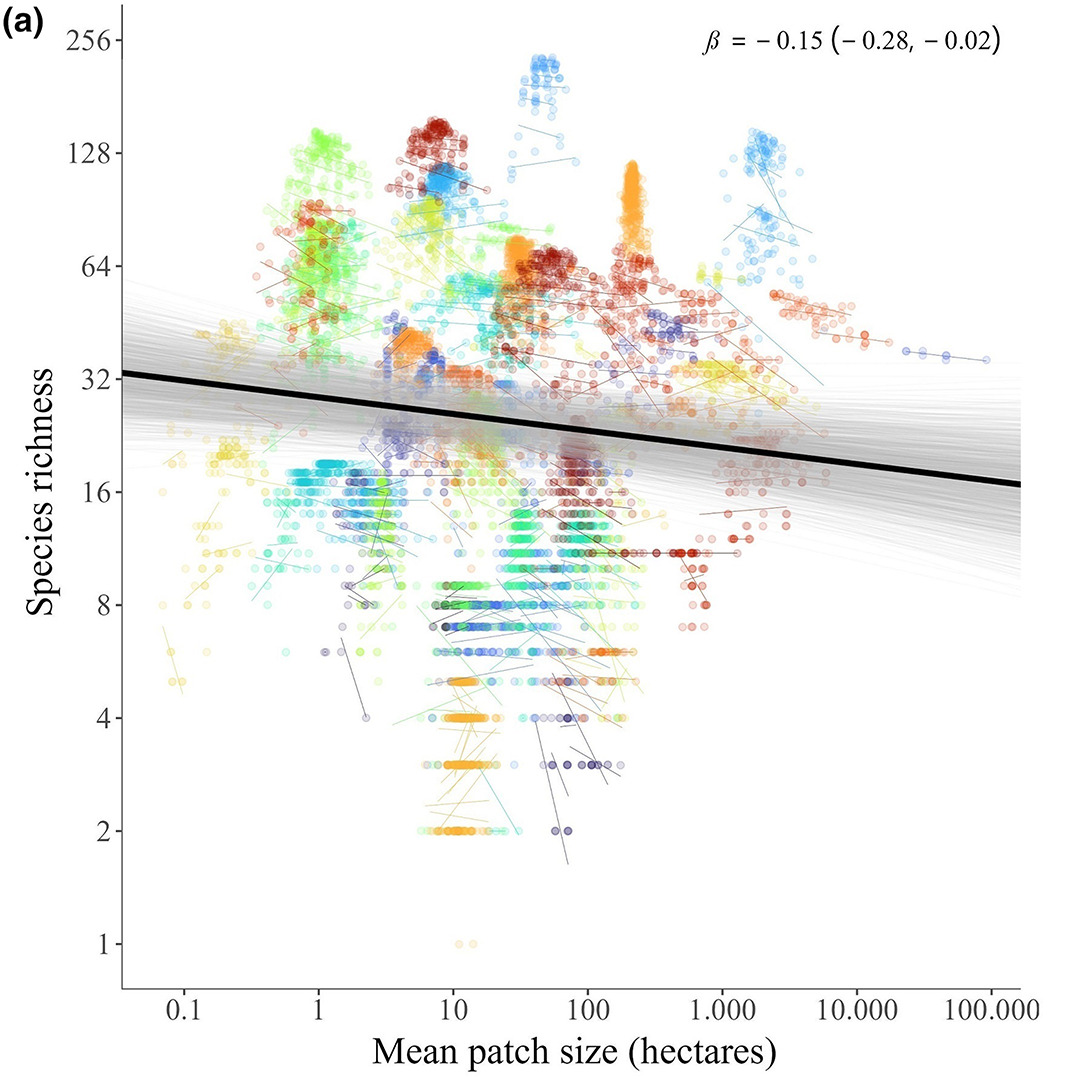 (a)
ß = − 0.15 (− 0.28, − 0.02)
256
128
64
32
16
8
4
2
1
Species richness
0.1 1 10 100 1.000 10.000 100.000
Mean patch size (hectares)